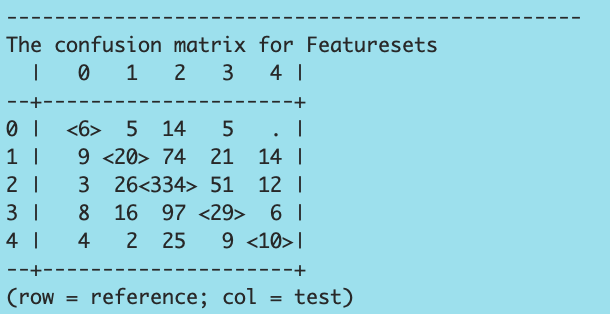 ------------------------------------------------
The confusion matrix for Featuresets
  |   0   1   2   3   4 |
--+---------------------+
0 |  <6>  5  14   5   . |
1 |   9 <20> 74  21  14 |
2 |   3  26<334> 51  12 |
3 |   8  16  97 <29>  6 |
4 |   4   2  25   9 <10>|
--+---------------------+
(row = reference; col = test)